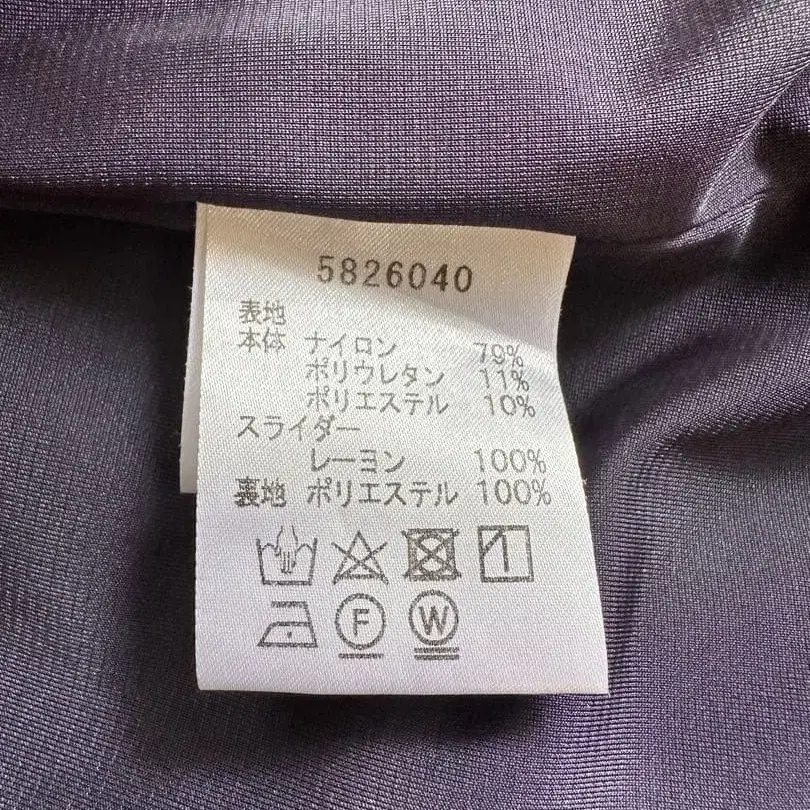 5826040
表地
本体 ナイロン 79%
ポリウレタン 11%
ポリエステル 10%
スライダー
レーヨン 100%
裏地 ポリエステル 100%
F W